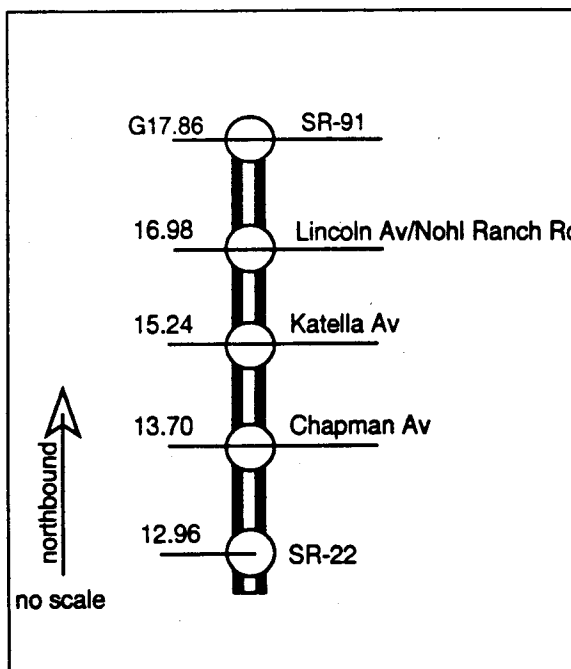 G17.86 SR-91
16.98 Lincoln Av/Nohl Ranch Rd
15.24 Katella Av
13.70 Chapman Av
northbound
12.96 SR-22
no scale